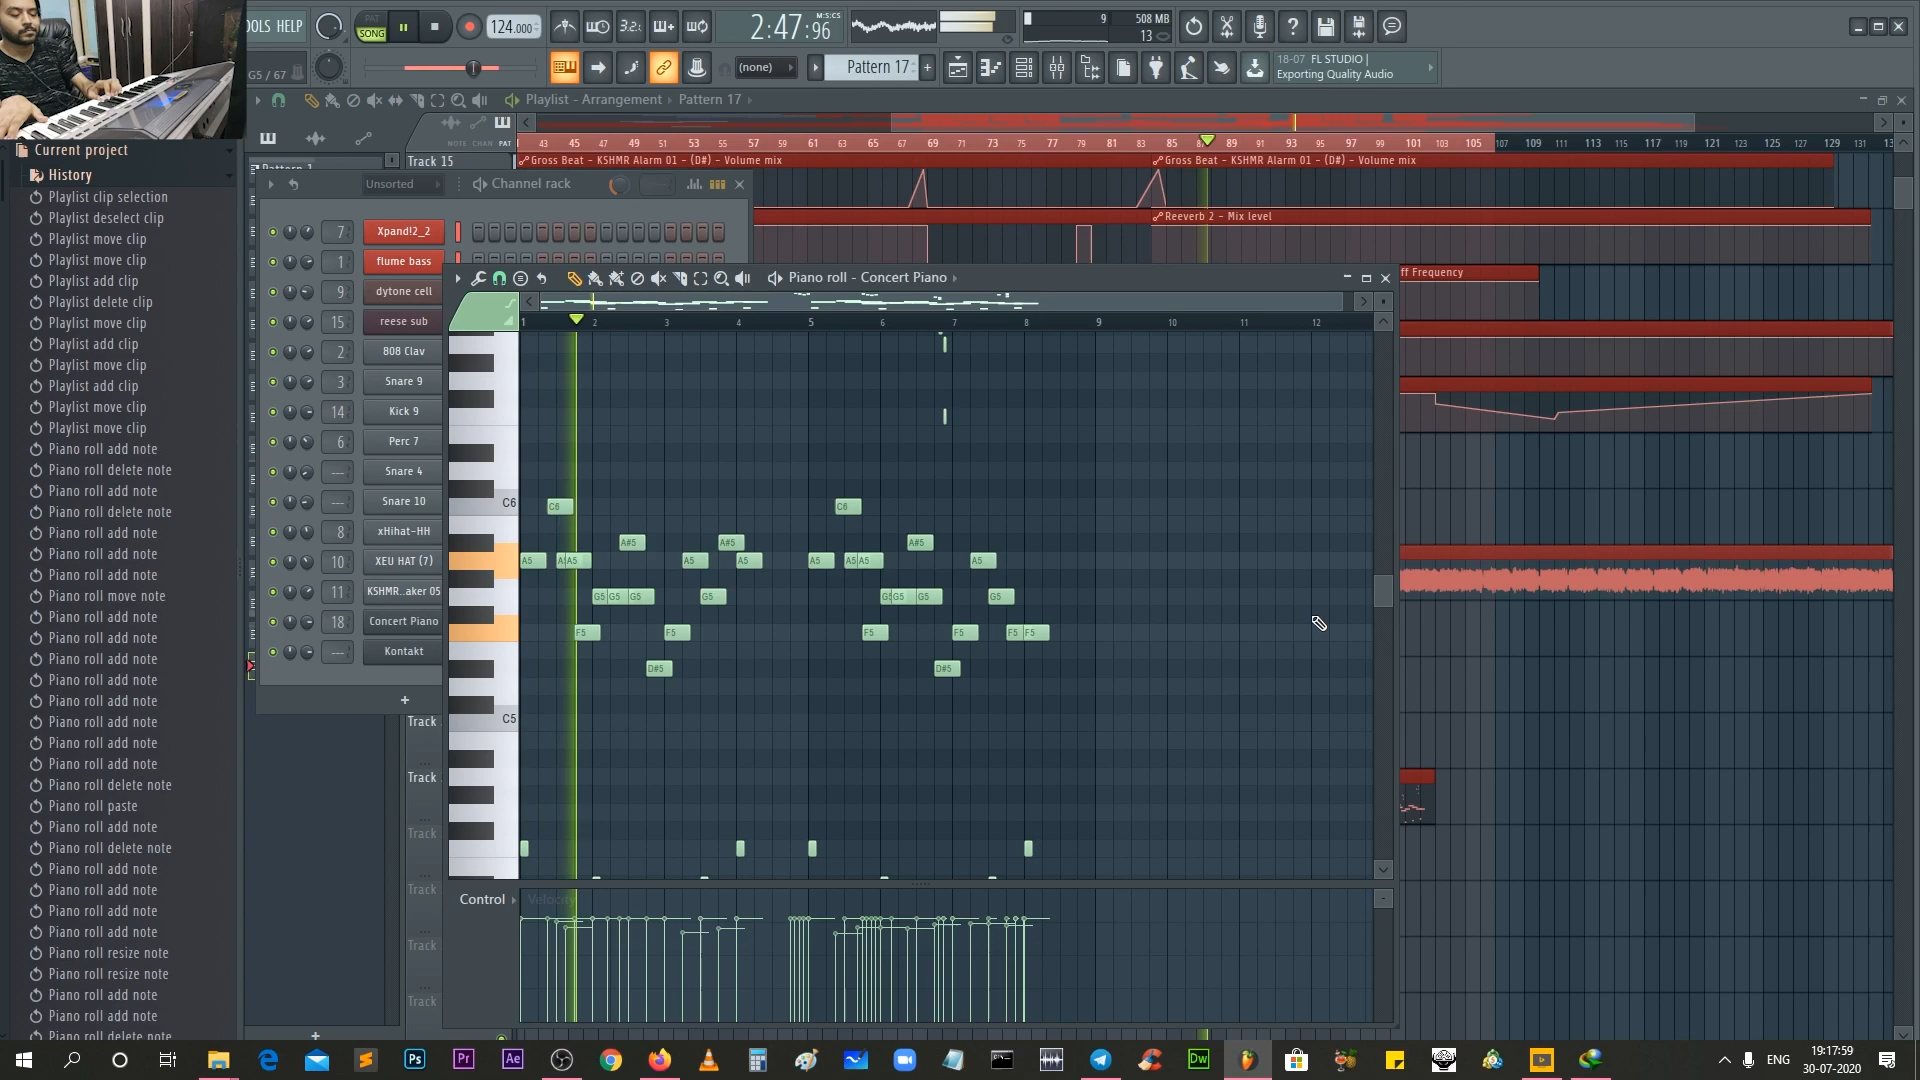 OOLS HELP
PAT
SONG
124.000
3.2.
2:47:96
M:S:CS
9
508 MB
13
G5 / 67
(none)
Pattern 17
+
18-07 FL STUDIO |
Exporting Quality Audio
Playlist - Arrangement
Pattern 17
Current project
History
Playlist clip selection
Playlist deselect clip
Playlist move clip
Playlist move clip
Playlist add clip
Playlist delete clip
Playlist move clip
Playlist add clip
Playlist move clip
Playlist add clip
Playlist move clip
Playlist move clip
Piano roll add note
Piano roll delete note
Piano roll add note
Piano roll delete note
Piano roll add note
Piano roll add note
Piano roll add note
Piano roll move note
Piano roll add note
Piano roll add note
Piano roll add note
Piano roll add note
Piano roll add note
Piano roll add note
Piano roll add note
Piano roll add note
Piano roll delete note
Piano roll paste
Piano roll add note
Piano roll delete note
Piano roll add note
Piano roll add note
Piano roll add note
Piano roll add note
Piano roll resize note
Piano roll resize note
Piano roll add note
Piano roll add note
Piano roll delete note
NOTE CHAN PAT
43 45 47 49 51 53 55 57 59 61 63 65 67 69 71 73 75 77 79 81 83 85 87 89 91 93 95 97 99 101 103 105 107 109 111 113 115 117 119 121 123 125 127 129 131 13
Track 15
Gross Beat - KSHMR Alarm 01 - (D#) - Volume mix
Gross Beat - KSHMR Alarm 01 - (D#) - Volume mix
Reeverb 2 - Mix level
ff Frequency
Unsorted
Channel rack
7 Xpand!2_2
1 flume bass
9 dytone cell
15 reese sub
2 808 Clav
3 Snare 9
14 Kick 9
6 Perc 7
--- Snare 4
--- Snare 10
8 xHihat-HH
10 XEU HAT (7)
11 KSHMR..aker 05
18 Concert Piano
--- Kontakt
+
Track
Track
Track
Track
Track
Track
Piano roll - Concert Piano
1 2 3 4 5 6 7 8 9 10 11 12
C6
C5
C6 C6
A#5 A#5 A#5
A5 A5 A5 A5 A5 A5 A5 A5
G5 G5 G5 G5 G5 G5 G5
F5 F5 F5 F5 F5 F5
D#5 D#5
Control
Velocity
+
Ps
Pr
Ae
Dw
ENG
19:17:59
30-07-2020